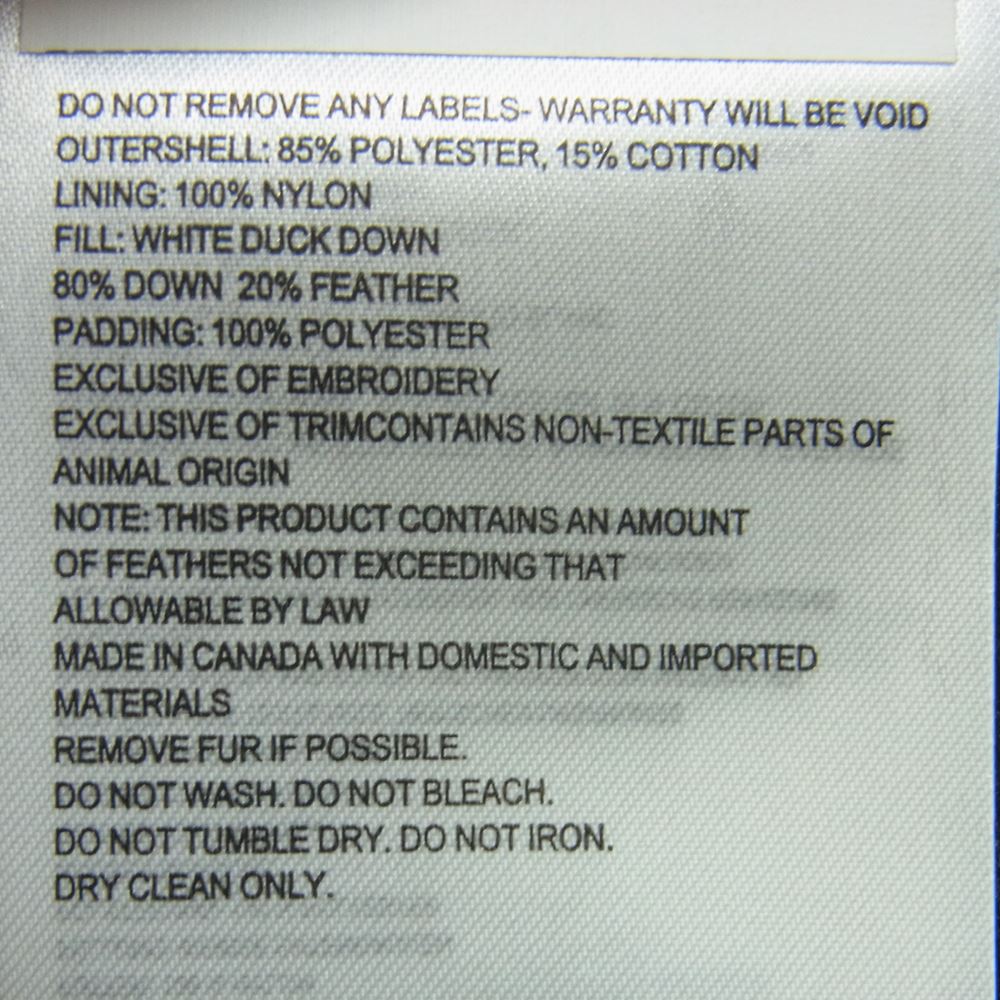 DO NOT REMOVE ANY LABELS- WARRANTY WILL BE VOID
OUTERSHELL: 85% POLYESTER, 15% COTTON
LINING: 100% NYLON
FILL: WHITE DUCK DOWN
80% DOWN 20% FEATHER
PADDING: 100% POLYESTER
EXCLUSIVE OF EMBROIDERY
EXCLUSIVE OF TRIMCONTAINS NON-TEXTILE PARTS OF
ANIMAL ORIGIN
NOTE: THIS PRODUCT CONTAINS AN AMOUNT
OF FEATHERS NOT EXCEEDING THAT
ALLOWABLE BY LAW
MADE IN CANADA WITH DOMESTIC AND IMPORTED
MATERIALS
REMOVE FUR IF POSSIBLE.
DO NOT WASH. DO NOT BLEACH.
DO NOT TUMBLE DRY. DO NOT IRON.
DRY CLEAN ONLY.